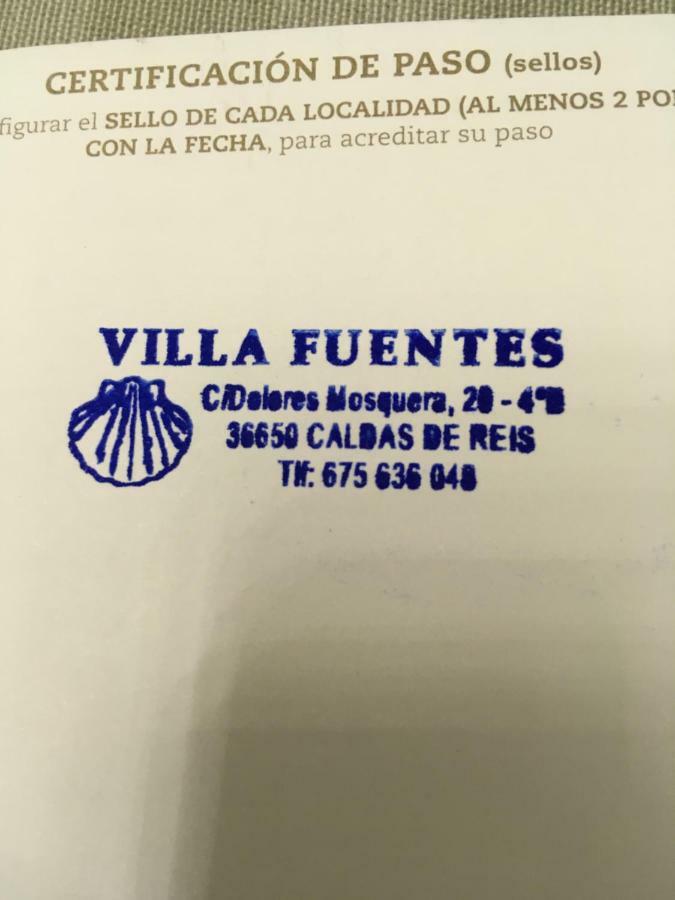 CERTIFICACIÓN DE PASO (sellos)
figurar el SELLO DE CADA LOCALIDAD (AL MENOS 2 POR
CON LA FECHA, para acreditar su paso
VILLA FUENTES
C/Dolores Mosquera, 20 - 4ºB
36650 CALDAS DE REIS
Tlf: 675 636 048